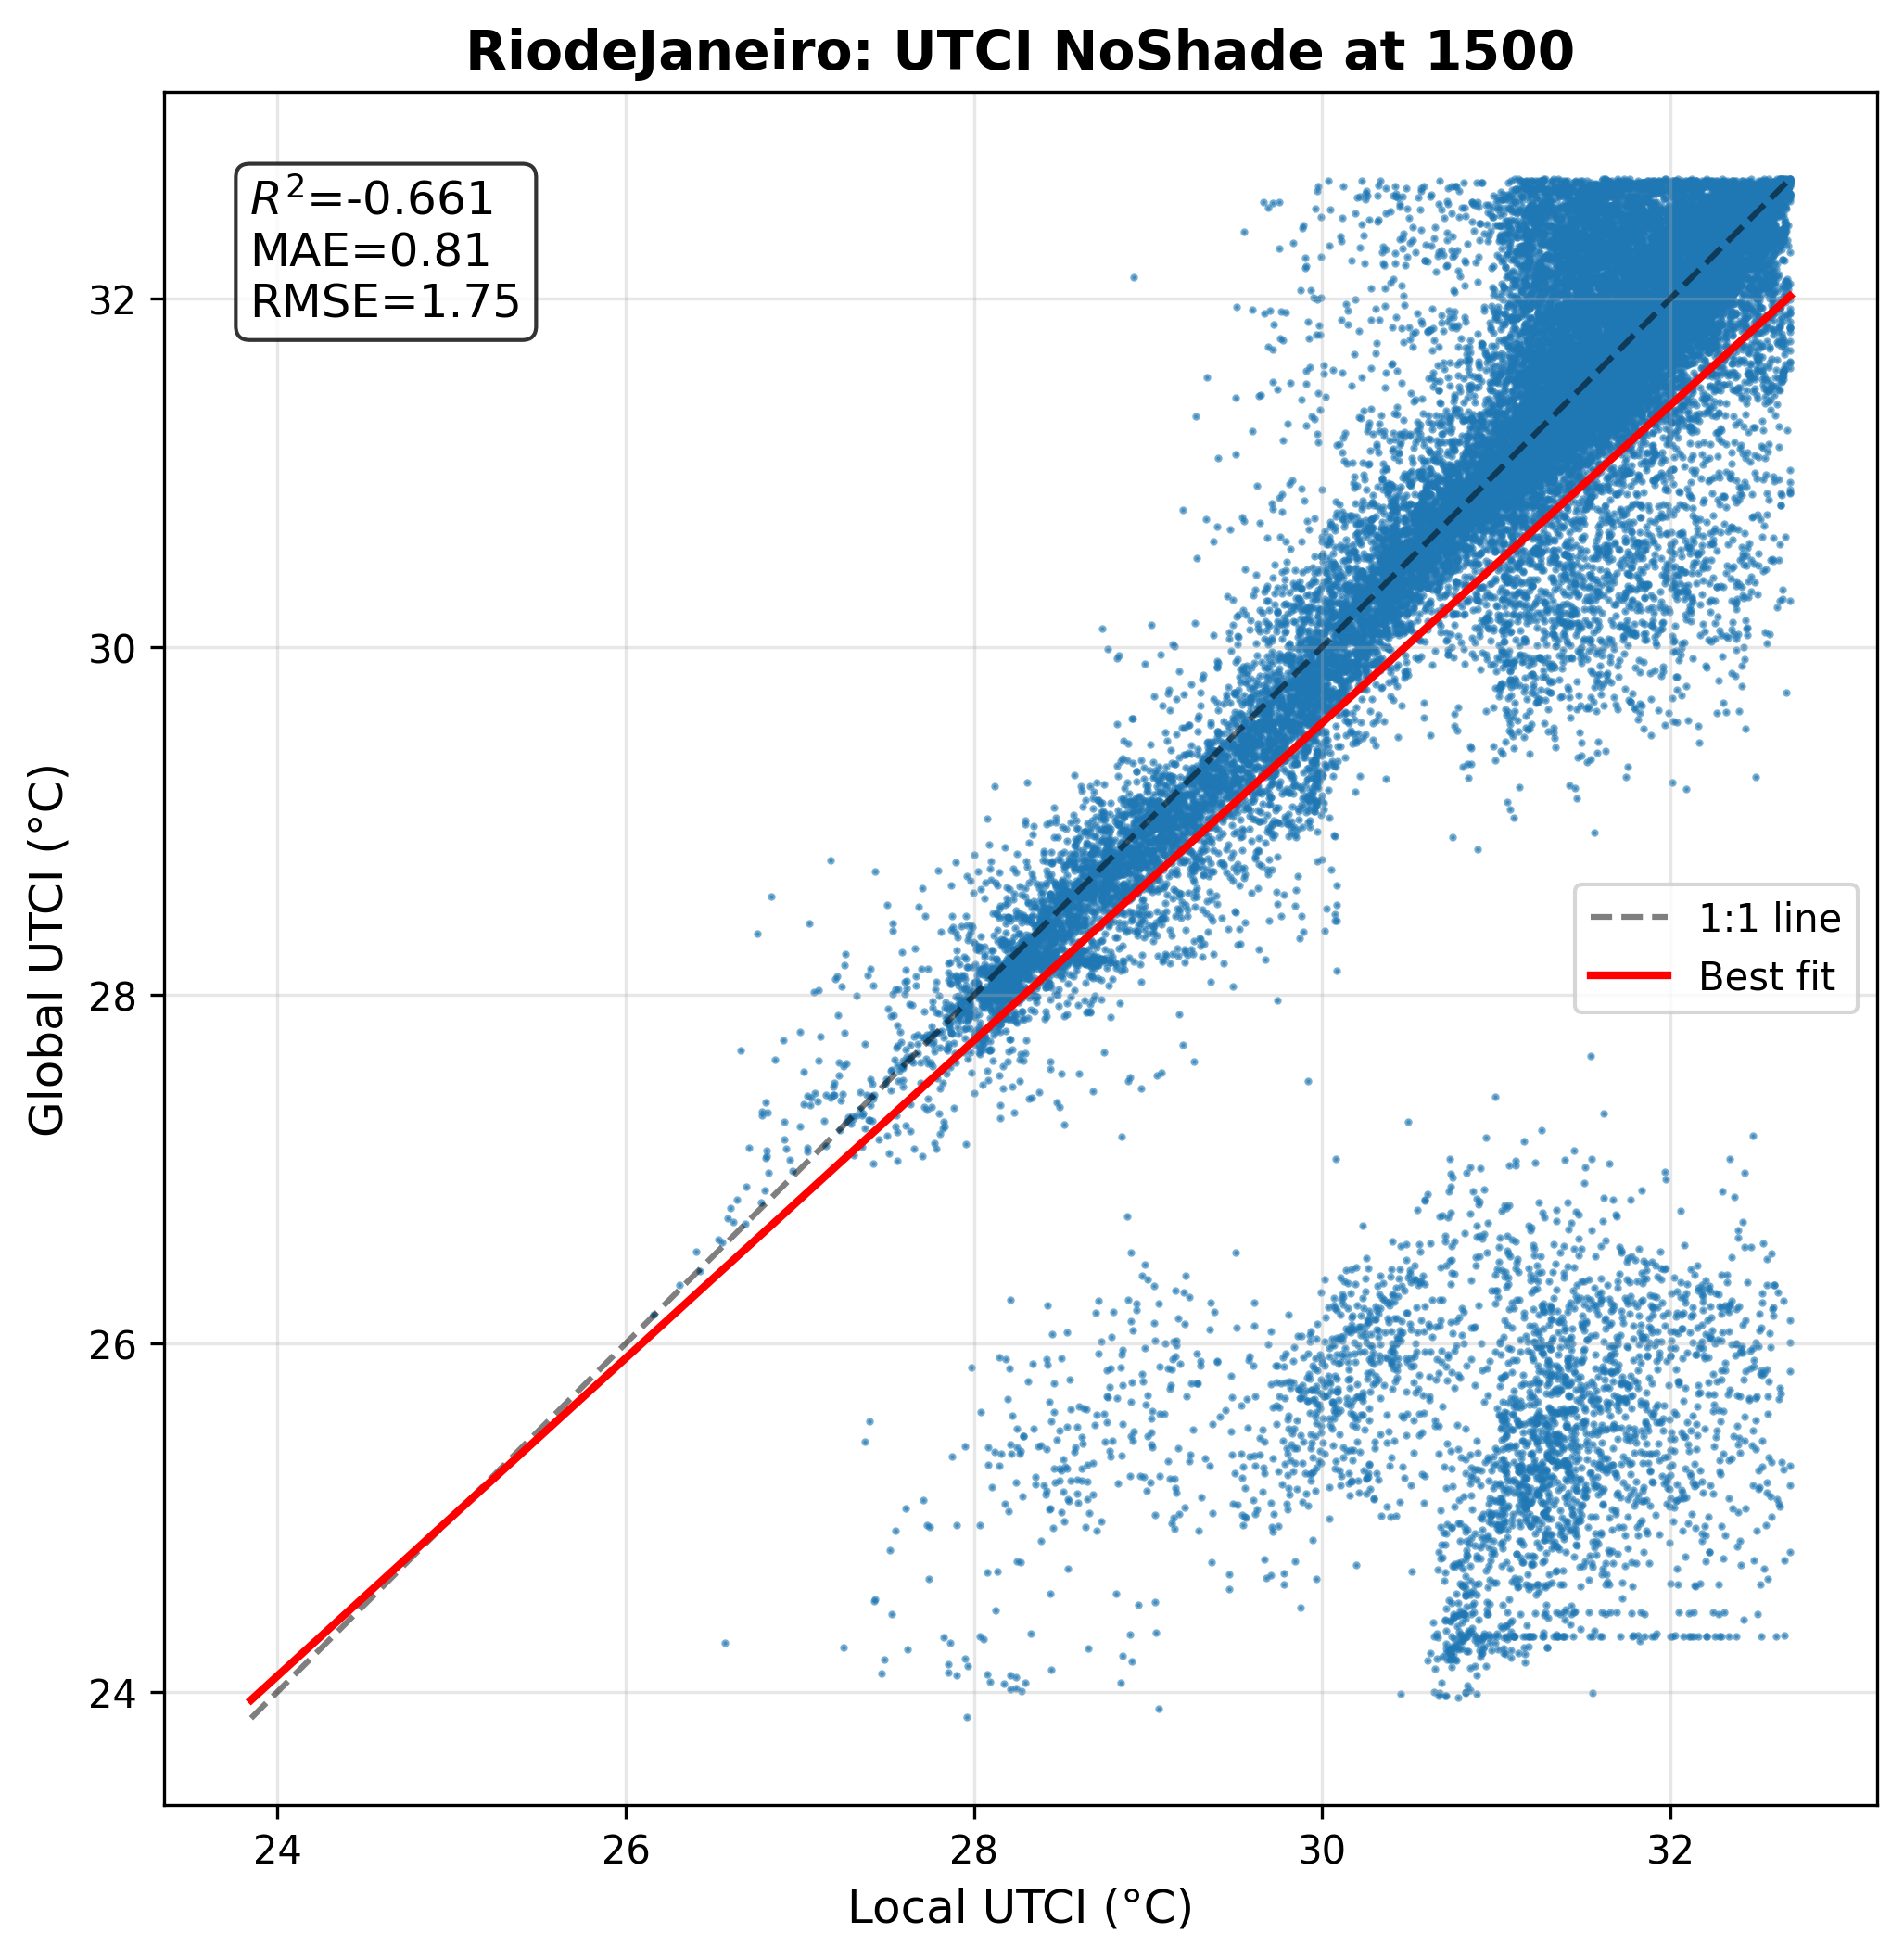 RiodeJaneiro: UTCI NoShade at 1500
R²=-0.661
MAE=0.81
RMSE=1.75
32
30
28
26
24
Global UTCI (°C)
1:1 line
Best fit
24 26 28 30 32
Local UTCI (°C)